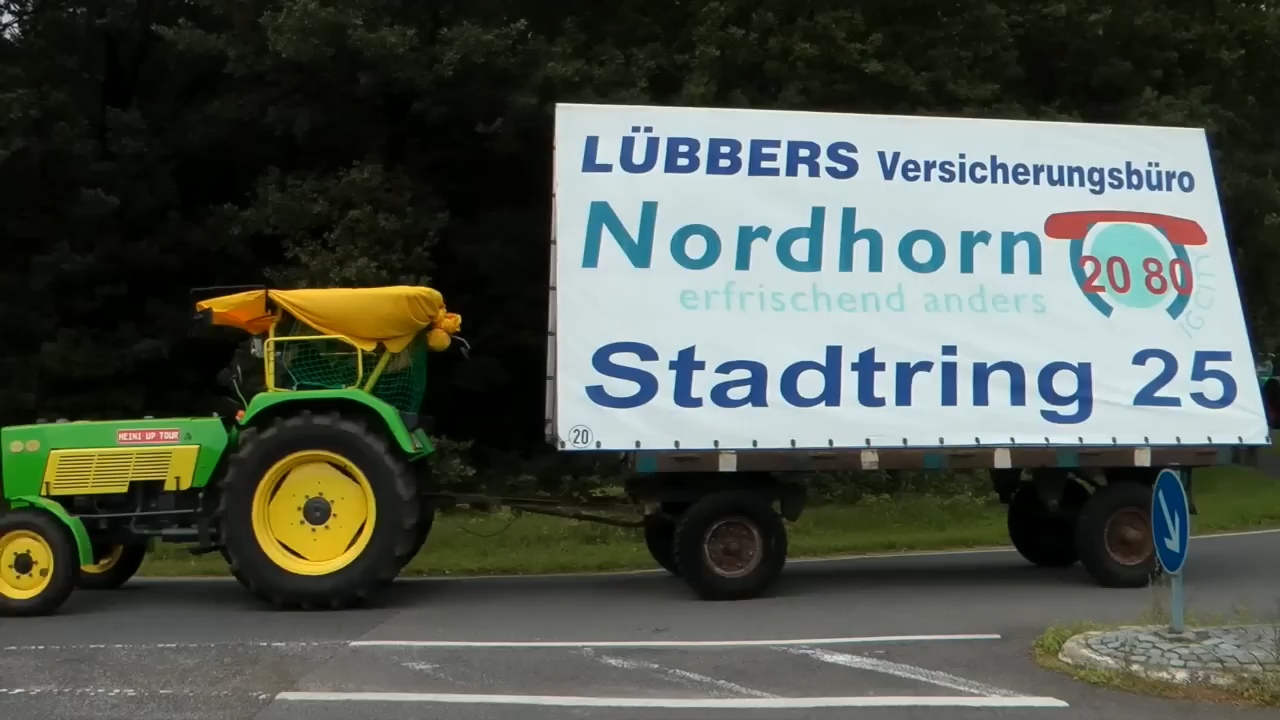 LÜBBERS Versicherungsbüro
Nordhorn
20 80
erfrischend anders
Stadtring 25
20
HEINI UP TOUR